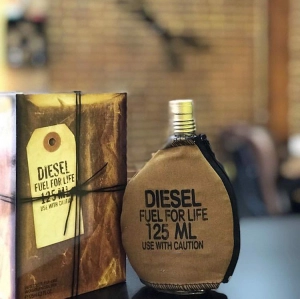 DIESEL
FUEL FOR LIFE
125 ML
USE WITH CAUTION
DIESEL
FUEL FOR LIFE
125 ML
USE WITH CAUTION